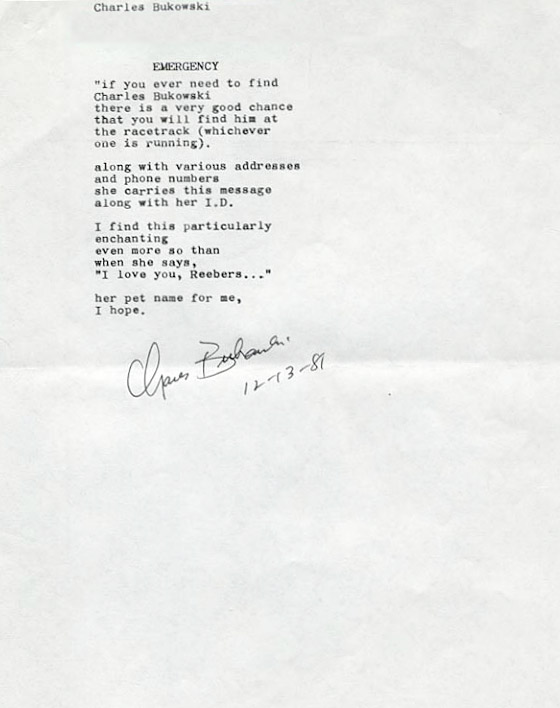 Charles Bukowski
EMERGENCY
"if you ever need to find
Charles Bukowski
there is a very good chance
that you will find him at
the racetrack (whichever
one is running).
along with various addresses
and phone numbers
she carries this message
along with her I.D.
I find this particularly
enchanting
even more so than
when she says,
"I love you, Reebers..."
her pet name for me,
I hope.
Charles Bukowski
12-13-81